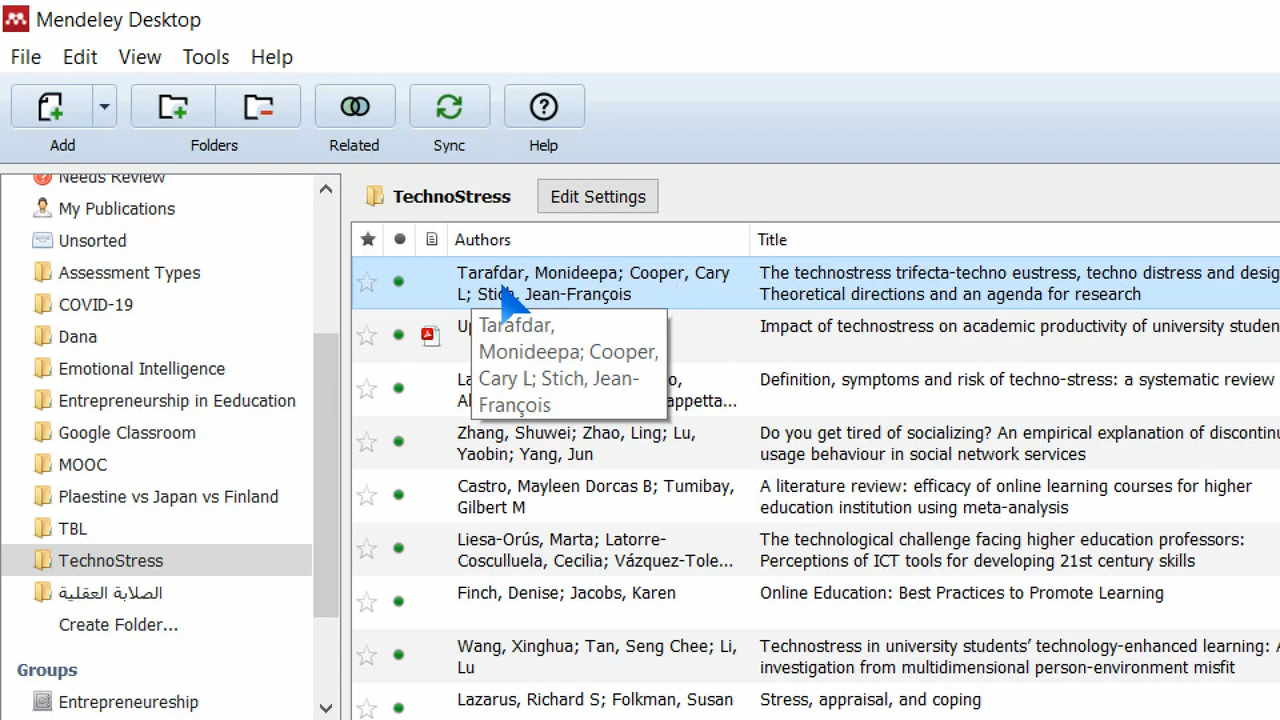 Mendeley Desktop
File Edit View Tools Help
Add Folders Related Sync Help
Needs Review
My Publications
Unsorted
Assessment Types
COVID-19
Dana
Emotional Intelligence
Entrepreneurship in Eeducation
Google Classroom
MOOC
Plaestine vs Japan vs Finland
TBL
TechnoStress
الصلابة العقلية
Create Folder...
Groups
Entrepreneurship
TechnoStress Edit Settings
Authors Title
Tarafdar, Monideepa; Cooper, Cary The technostress trifecta-techno eustress, techno distress and desig
L; Stich, Jean-François Theoretical directions and an agenda for research
Tarafdar,
Monideepa; Cooper,
Cary L; Stich, Jean-
François
Impact of technostress on academic productivity of university studen
Definition, symptoms and risk of techno-stress: a systematic review
Zhang, Shuwei; Zhao, Ling; Lu, Do you get tired of socializing? An empirical explanation of discontinu
Yaobin; Yang, Jun usage behaviour in social network services
Castro, Mayleen Dorcas B; Tumibay, A literature review: efficacy of online learning courses for higher
Gilbert M education institution using meta-analysis
Liesa-Orús, Marta; Latorre- The technological challenge facing higher education professors:
Cosculluela, Cecilia; Vázquez-Tole... Perceptions of ICT tools for developing 21st century skills
Finch, Denise; Jacobs, Karen Online Education: Best Practices to Promote Learning
Wang, Xinghua; Tan, Seng Chee; Li, Technostress in university students’ technology-enhanced learning: A
Lu investigation from multidimensional person-environment misfit
Lazarus, Richard S; Folkman, Susan Stress, appraisal, and coping